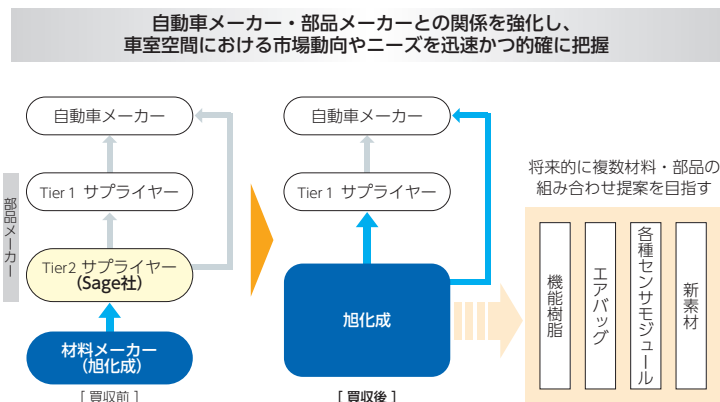 自動車メーカー・部品メーカーとの関係を強化し、
車室空間における市場動向やニーズを迅速かつ的確に把握
自動車メーカー
Tier1 サプライヤー
部品メーカー
Tier2 サプライヤー
(Sage社)
材料メーカー
(旭化成)
[ 買収前 ]
自動車メーカー
Tier1 サプライヤー
旭化成
[ 買収後 ]
将来的に複数材料・部品の
組み合わせ提案を目指す
機能樹脂
エアバッグ
各種センサモジュール
新素材